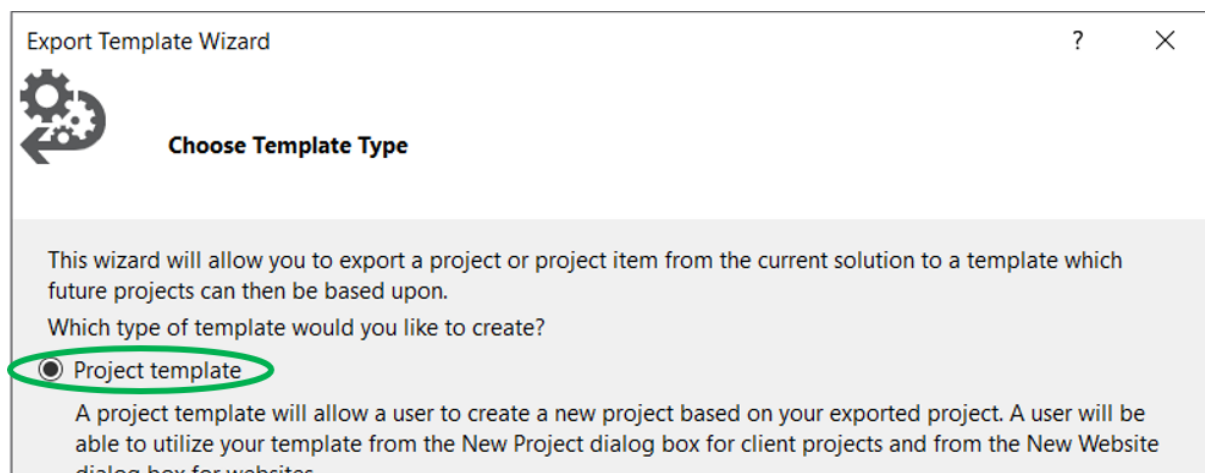 Export Template Wizard ?
Choose Template Type
This wizard will allow you to export a project or project item from the current solution to a template which
future projects can then be based upon.
Which type of template would you like to create?
Project template
A project template will allow a user to create a new project based on your exported project. A user will be
able to utilize your template from the New Project dialog box for client projects and from the New Website
dialog box for websites